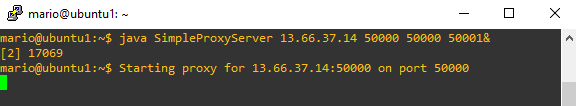 mario@ubuntu1: ~
mario@ubuntu1:~$ java SimpleProxyServer 13.66.37.14 50000 50000 50001&
[2] 17069
mario@ubuntu1:~$ Starting proxy for 13.66.37.14:50000 on port 50000